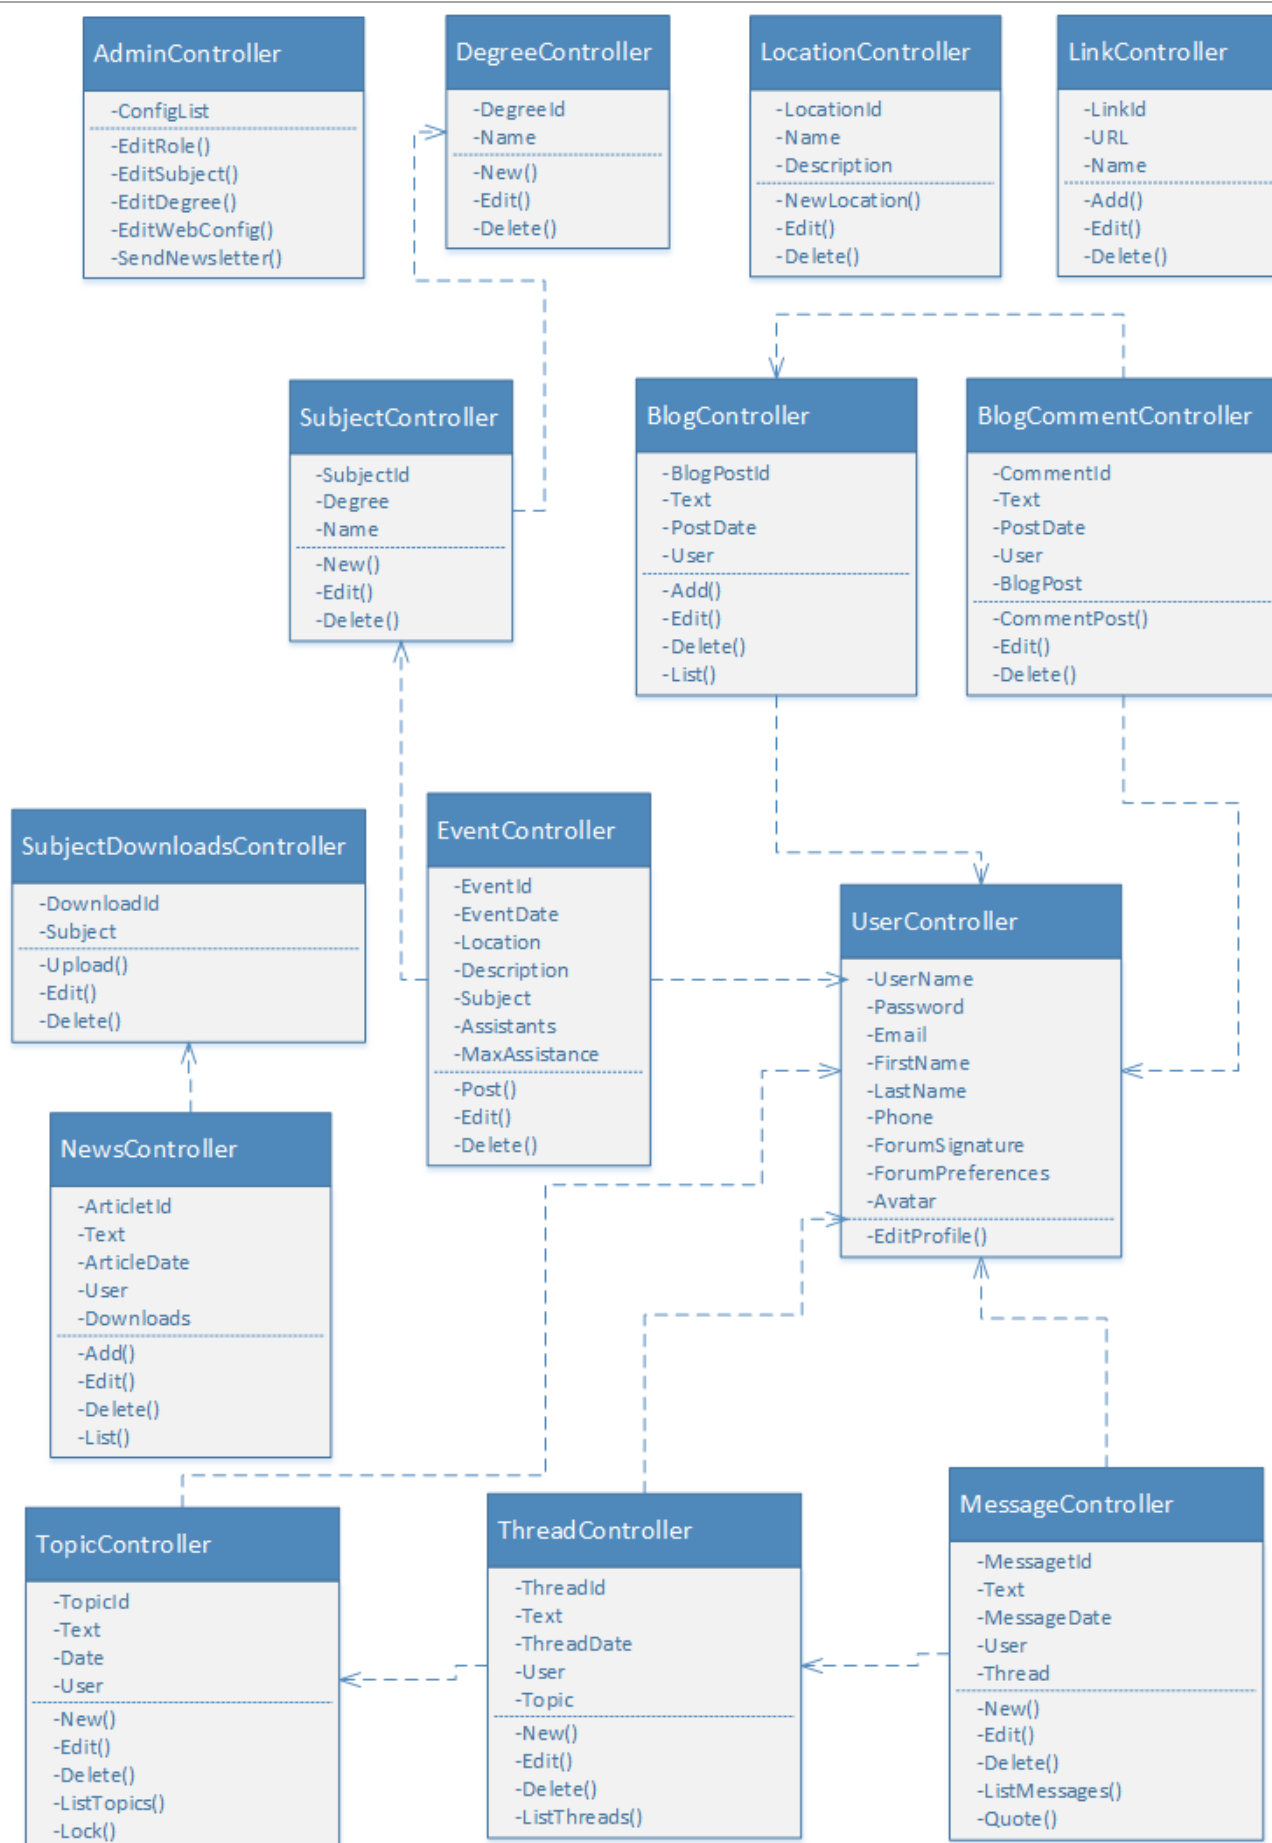 AdminController
-ConfigList
-EditRole()
-EditSubject()
-EditDegree()
-EditWebConfig()
-SendNewsletter()
DegreeController
-DegreeId
-Name
-New()
-Edit()
-Delete()
LocationController
-LocationId
-Name
-Description
-NewLocation()
-Edit()
-Delete()
LinkController
-LinkId
-URL
-Name
-Add()
-Edit()
-Delete()
SubjectController
-SubjectId
-Degree
-Name
-New()
-Edit()
-Delete()
BlogController
-BlogPostId
-Text
-PostDate
-User
-Add()
-Edit()
-Delete()
-List()
BlogCommentController
-CommentId
-Text
-PostDate
-User
-BlogPost
-CommentPost()
-Edit()
-Delete()
SubjectDownloadsController
-DownloadId
-Subject
-Upload()
-Edit()
-Delete()
EventController
-EventId
-EventDate
-Location
-Description
-Subject
-Assistants
-MaxAssistance
-Post()
-Edit()
-Delete()
UserController
-UserName
-Password
-Email
-FirstName
-LastName
-Phone
-ForumSignature
-ForumPreferences
-Avatar
-EditProfile()
NewsController
-ArticletId
-Text
-ArticleDate
-User
-Downloads
-Add()
-Edit()
-Delete()
-List()
TopicController
-TopicId
-Text
-Date
-User
-New()
-Edit()
-Delete()
-ListTopics()
-Lock()
ThreadController
-ThreadId
-Text
-ThreadDate
-User
-Topic
-New()
-Edit()
-Delete()
-ListThreads()
MessageController
-MessagetId
-Text
-MessageDate
-User
-Thread
-New()
-Edit()
-Delete()
-ListMessages()
-Quote()